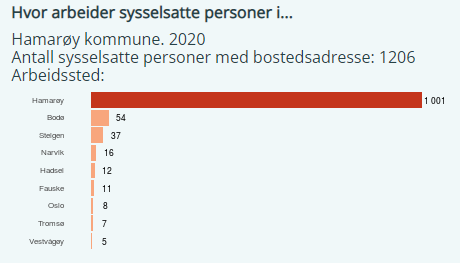 Hvor arbeider sysselsatte personer i...
Hamarøy kommune. 2020
Antall sysselsatte personer med bostedsadresse: 1206
Arbeidssted:
Hamarøy 1 001
Bodø 54
Steigen 37
Narvik 16
Hadsel 12
Fauske 11
Oslo 8
Tromsø 7
Vestvågøy 5